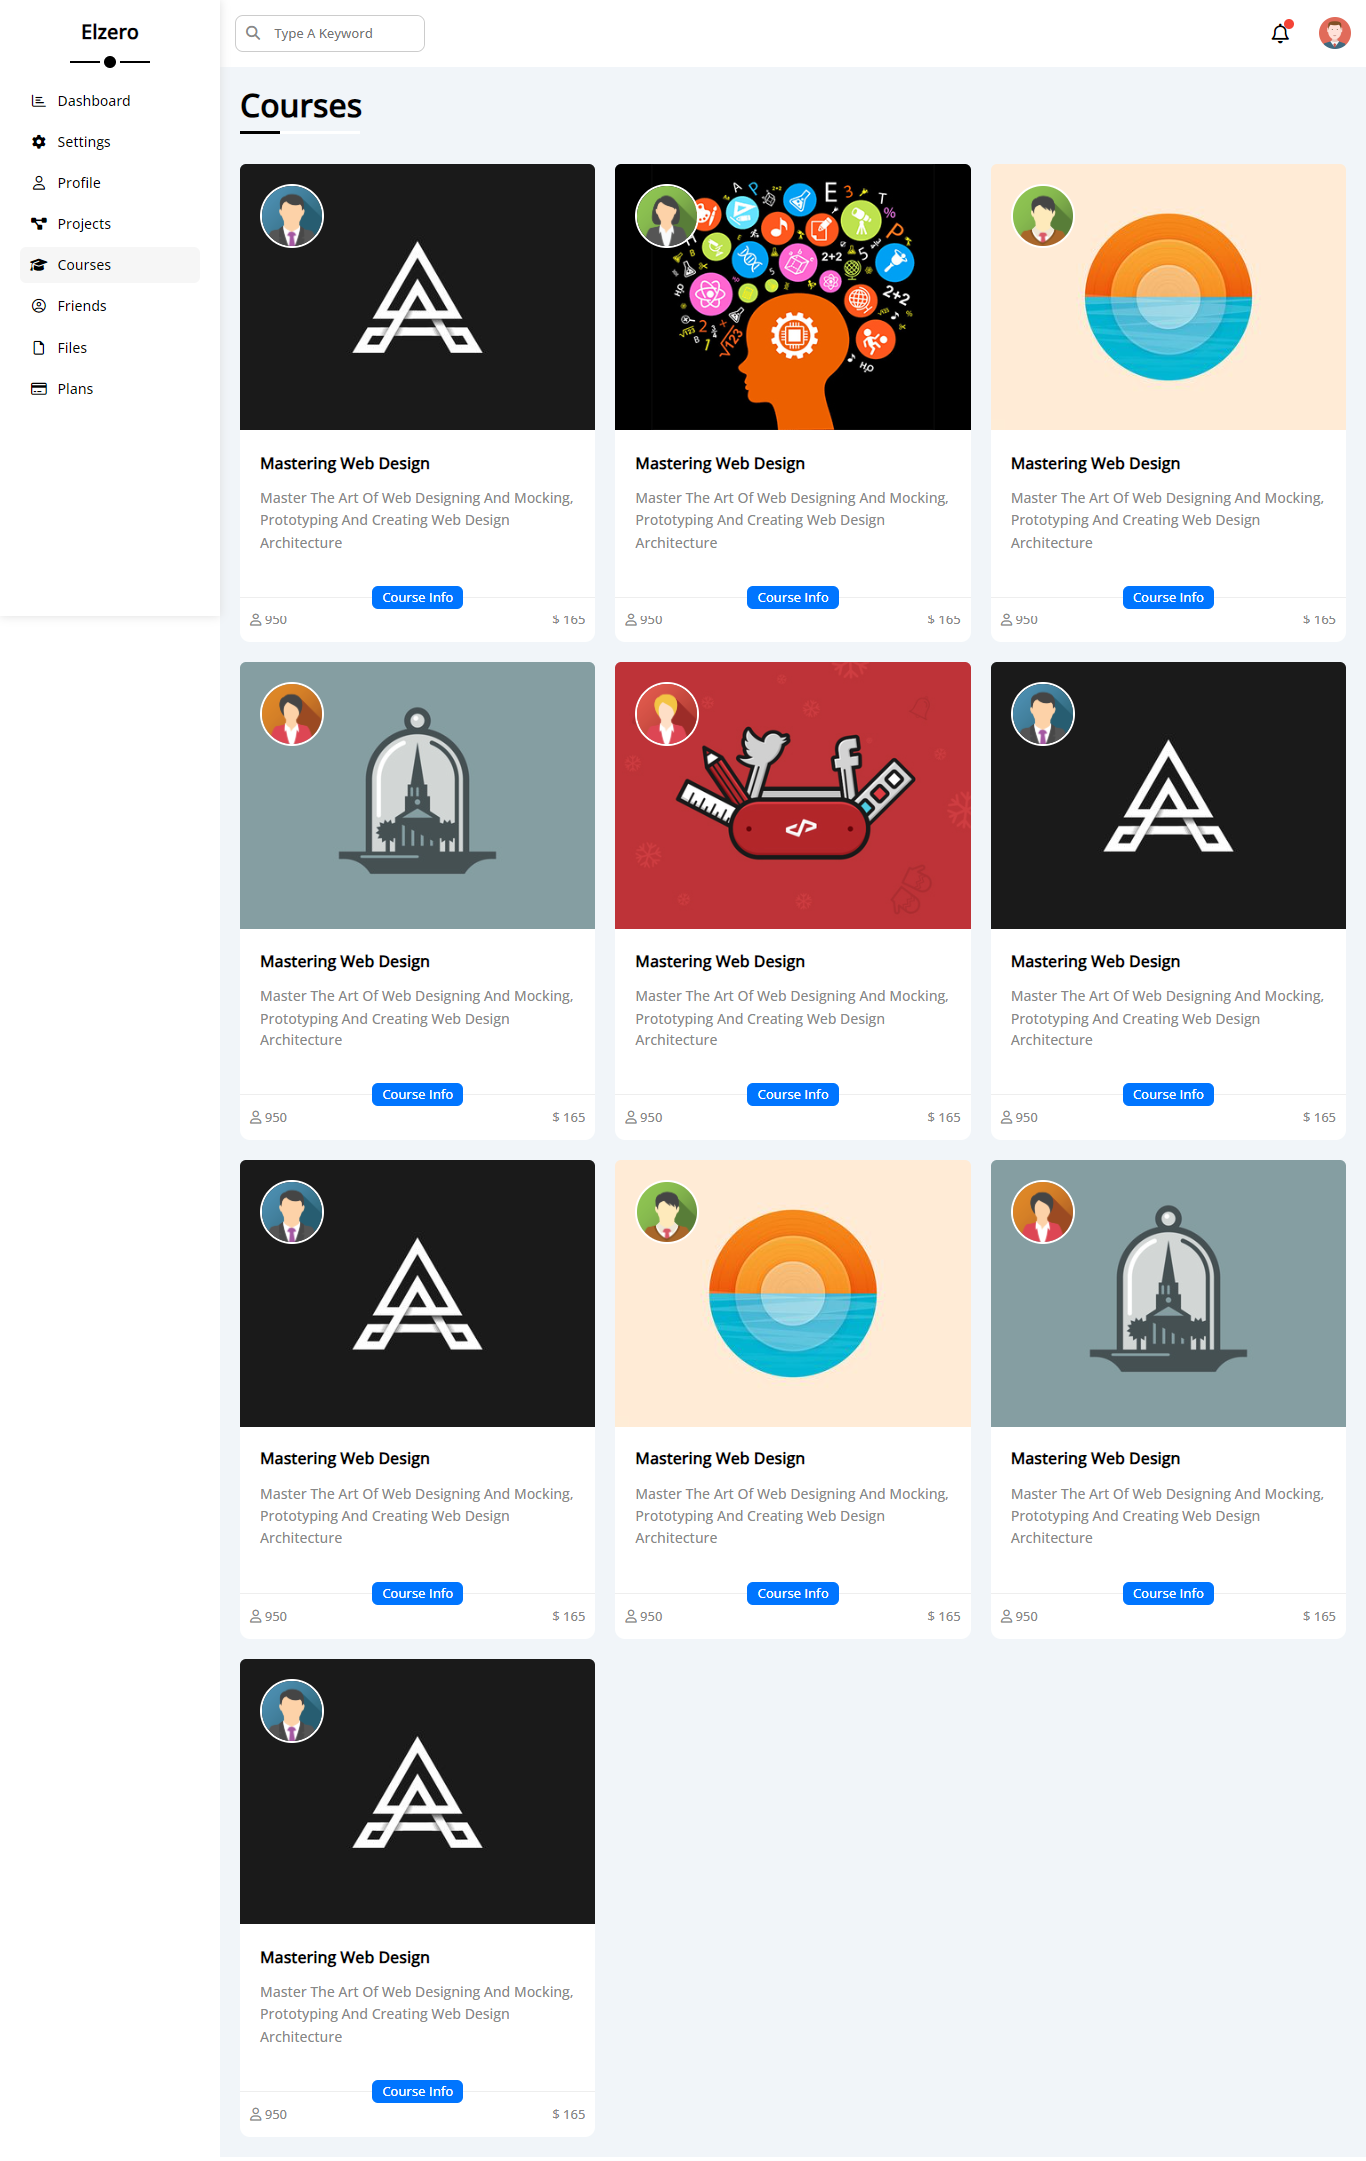 Elzero
Type A Keyword
Dashboard
Settings
Profile
Projects
Courses
Friends
Files
Plans
Courses
Mastering Web Design
Master The Art Of Web Designing And Mocking,
Prototyping And Creating Web Design
Architecture
Course Info
950
$ 165
Mastering Web Design
Master The Art Of Web Designing And Mocking,
Prototyping And Creating Web Design
Architecture
Course Info
950
$ 165
Mastering Web Design
Master The Art Of Web Designing And Mocking,
Prototyping And Creating Web Design
Architecture
Course Info
950
$ 165
Mastering Web Design
Master The Art Of Web Designing And Mocking,
Prototyping And Creating Web Design
Architecture
Course Info
950
$ 165
</>
Mastering Web Design
Master The Art Of Web Designing And Mocking,
Prototyping And Creating Web Design
Architecture
Course Info
950
$ 165
Mastering Web Design
Master The Art Of Web Designing And Mocking,
Prototyping And Creating Web Design
Architecture
Course Info
950
$ 165
Mastering Web Design
Master The Art Of Web Designing And Mocking,
Prototyping And Creating Web Design
Architecture
Course Info
950
$ 165
Mastering Web Design
Master The Art Of Web Designing And Mocking,
Prototyping And Creating Web Design
Architecture
Course Info
950
$ 165
Mastering Web Design
Master The Art Of Web Designing And Mocking,
Prototyping And Creating Web Design
Architecture
Course Info
950
$ 165
Mastering Web Design
Master The Art Of Web Designing And Mocking,
Prototyping And Creating Web Design
Architecture
Course Info
950
$ 165